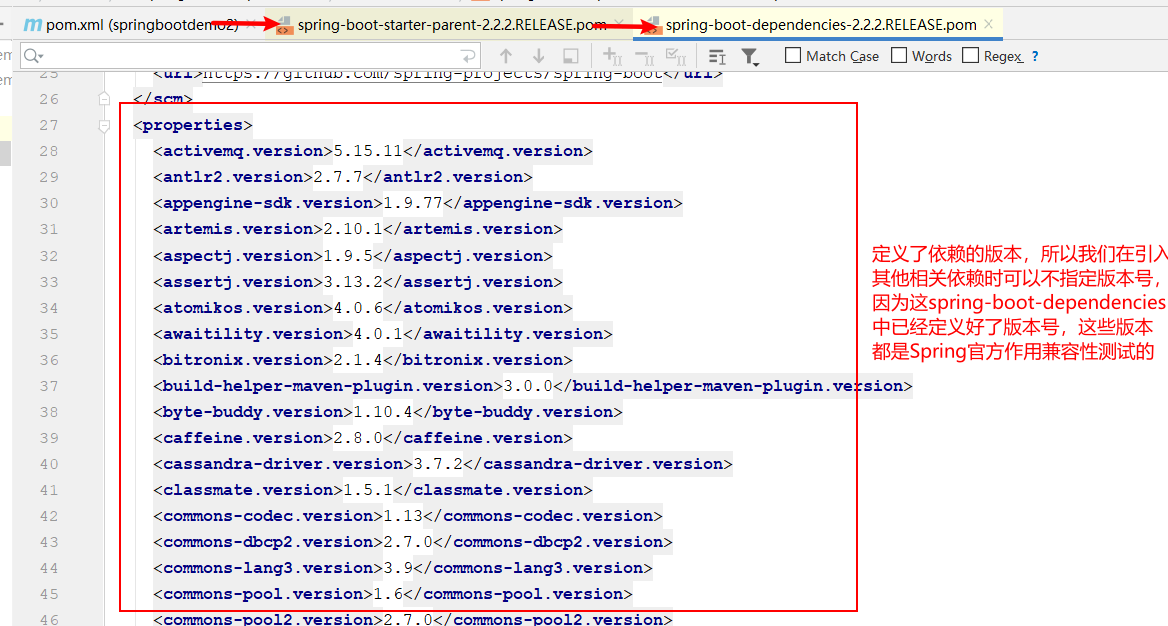 pom.xml (springbootdemo2)
spring-boot-starter-parent-2.2.2.RELEASE.pom
spring-boot-dependencies-2.2.2.RELEASE.pom
Match Case
Words
Regex
?
25 <url>https://github.com/spring-projects/spring-boot</url>
26 </scm>
27 <properties>
28 <activemq.version>5.15.11</activemq.version>
29 <antlr2.version>2.7.7</antlr2.version>
30 <appengine-sdk.version>1.9.77</appengine-sdk.version>
31 <artemis.version>2.10.1</artemis.version>
32 <aspectj.version>1.9.5</aspectj.version>
33 <assertj.version>3.13.2</assertj.version>
34 <atomikos.version>4.0.6</atomikos.version>
35 <awaitility.version>4.0.1</awaitility.version>
36 <bitronix.version>2.1.4</bitronix.version>
37 <build-helper-maven-plugin.version>3.0.0</build-helper-maven-plugin.version>
38 <byte-buddy.version>1.10.4</byte-buddy.version>
39 <caffeine.version>2.8.0</caffeine.version>
40 <cassandra-driver.version>3.7.2</cassandra-driver.version>
41 <classmate.version>1.5.1</classmate.version>
42 <commons-codec.version>1.13</commons-codec.version>
43 <commons-dbcp2.version>2.7.0</commons-dbcp2.version>
44 <commons-lang3.version>3.9</commons-lang3.version>
45 <commons-pool.version>1.6</commons-pool.version>
46 <commons-pool2.version>2.7.0</commons-pool2.version>
定义了依赖的版本，所以我们在引入
其他相关依赖时可以不指定版本号，
因为这spring-boot-dependencies
中已经定义好了版本号，这些版本
都是Spring官方作用兼容性测试的